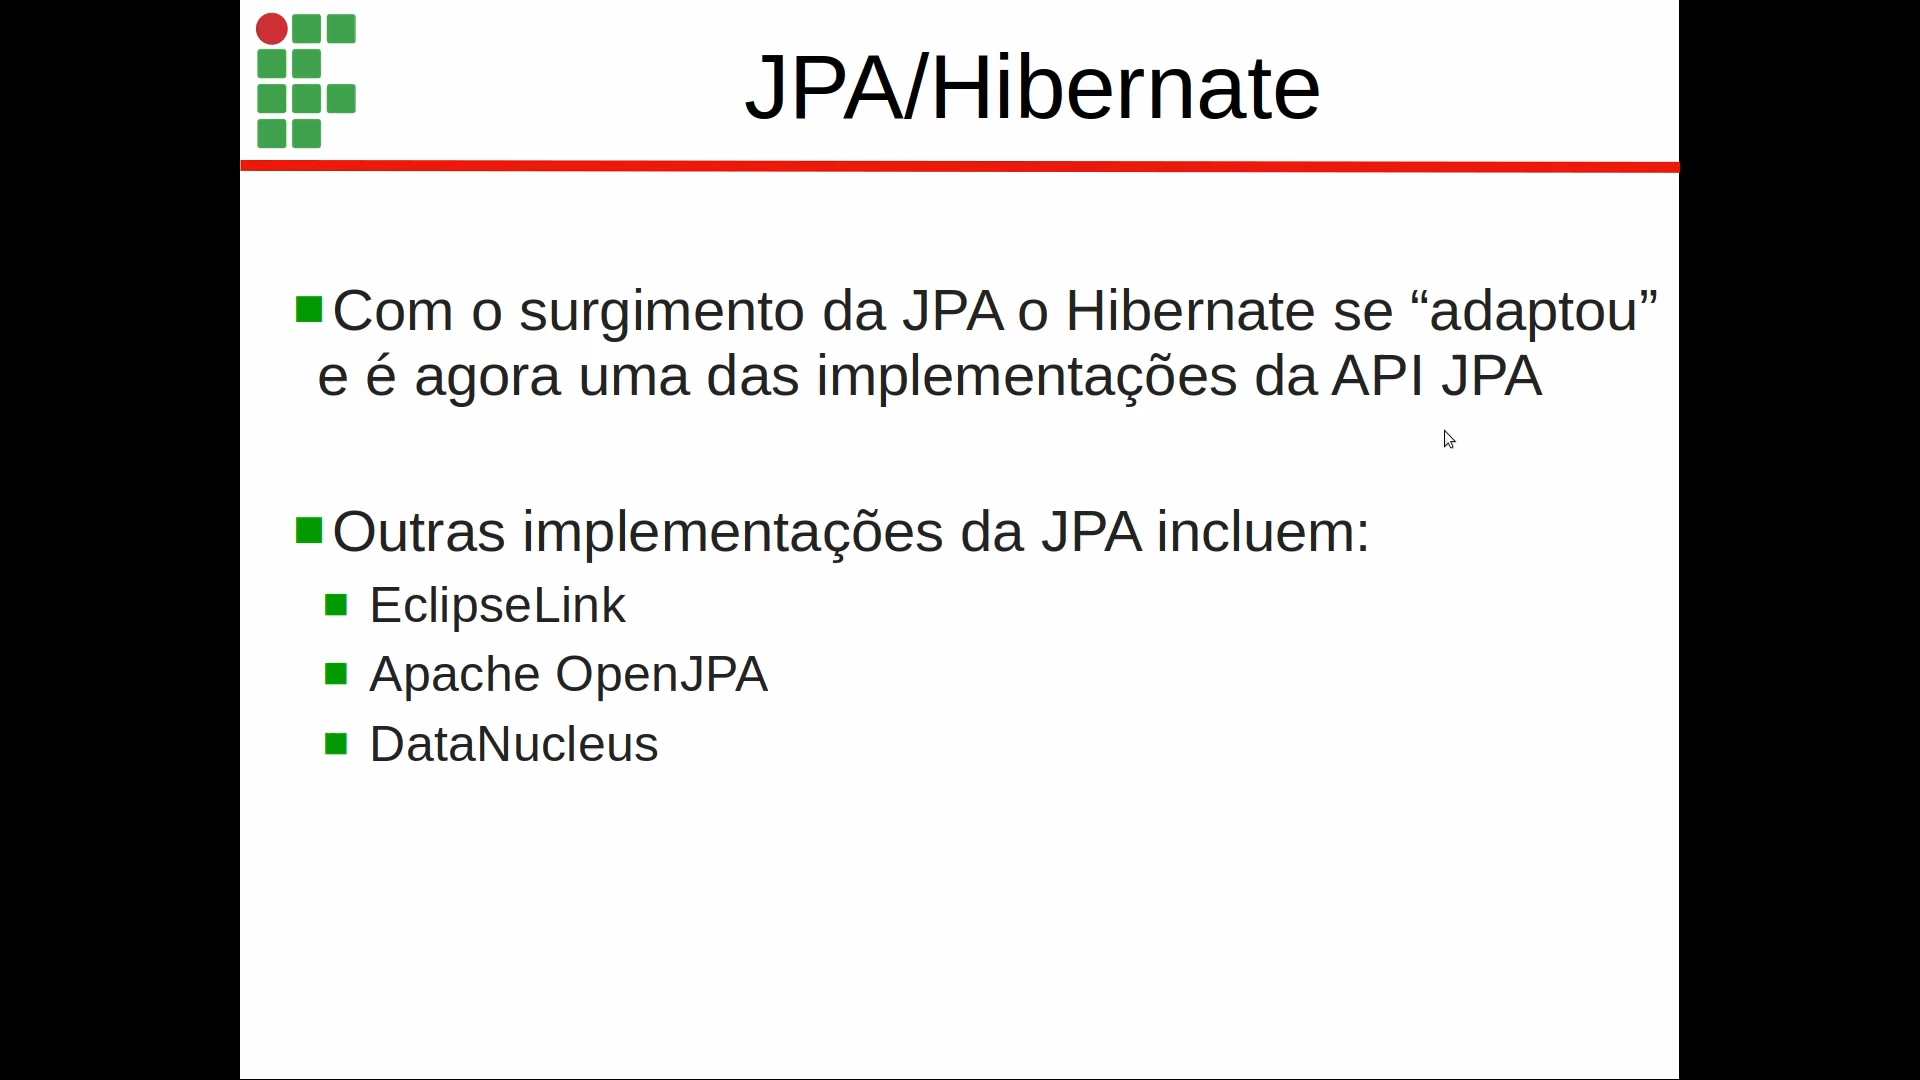 JPA/Hibernate
Com o surgimento da JPA o Hibernate se “adaptou”
e é agora uma das implementações da API JPA
Outras implementações da JPA incluem:
EclipseLink
Apache OpenJPA
DataNucleus